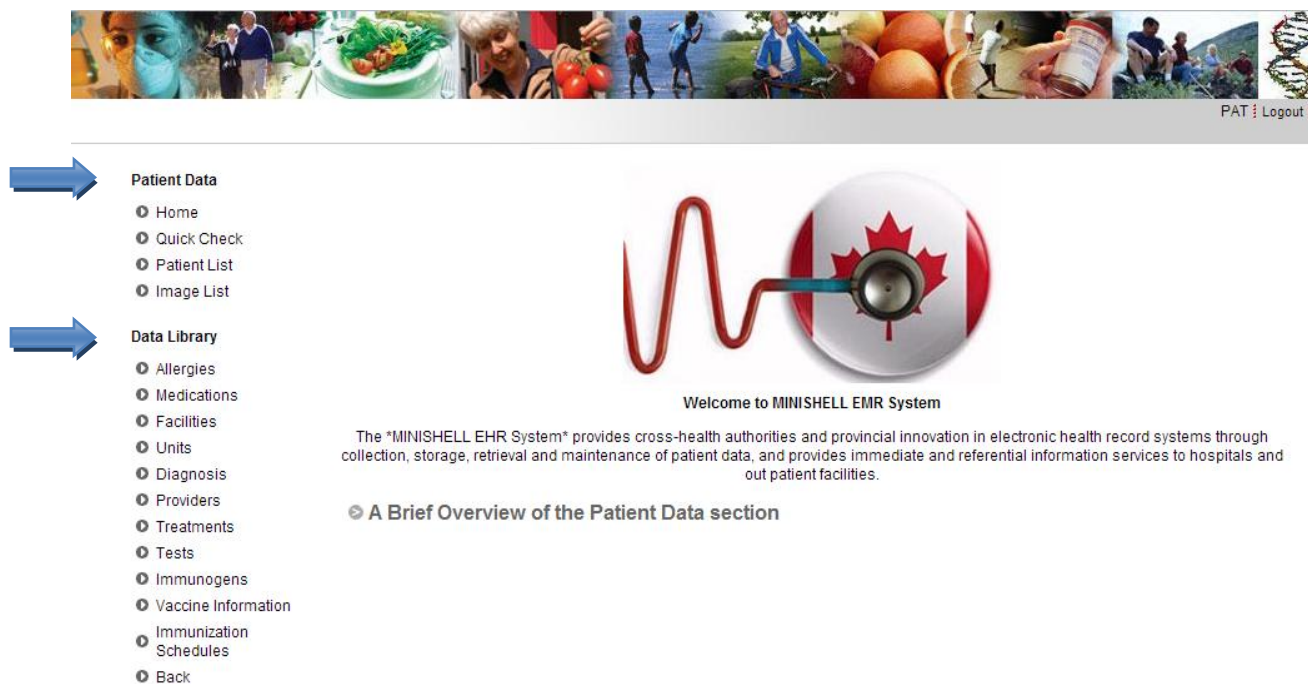 PAT Logout
Patient Data
Home
Quick Check
Patient List
Image List
Data Library
Allergies
Medications
Facilities
Units
Diagnosis
Providers
Treatments
Tests
Immunogens
Vaccine Information
Immunization
Schedules
Back
Welcome to MINISHELL EMR System
The *MINISHELL EHR System* provides cross-health authorities and provincial innovation in electronic health record systems through
collection, storage, retrieval and maintenance of patient data, and provides immediate and referential information services to hospitals and
out patient facilities.
A Brief Overview of the Patient Data section